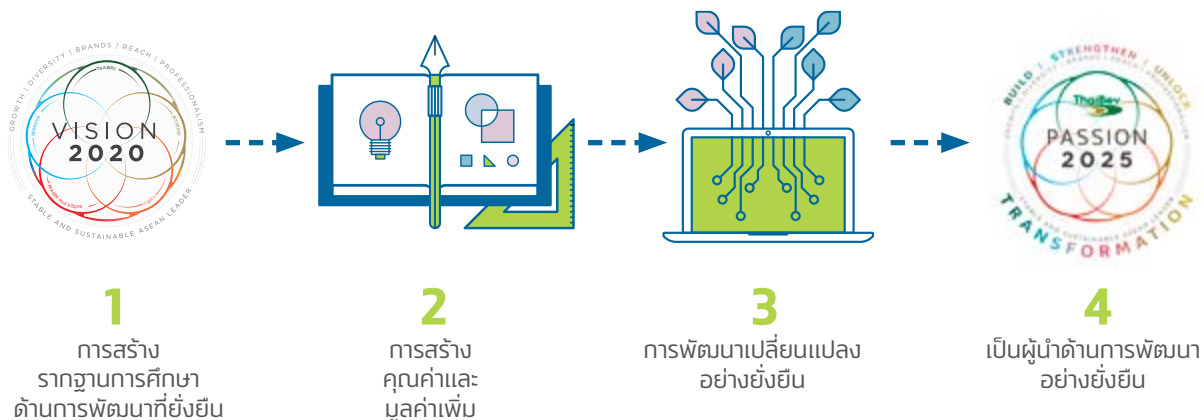 GROWTH | DIVERSITY | BRANDS | REACH | PROFESSIONALISM
VISION
2020
STABLE AND SUSTAINABLE ASEAN LEADER
BUILD | STRENGTHEN | UNLOCK
ThaiBev
PASSION
2025
STABLE AND SUSTAINABLE ASEAN LEADER
TRANSFORMATION
1
การสร้าง
รากฐานการศึกษา
ด้านการพัฒนาที่ยั่งยืน
2
การสร้าง
คุณค่าและ
มูลค่าเพิ่ม
3
การพัฒนาเปลี่ยนแปลง
อย่างยั่งยืน
4
เป็นผู้นำด้านการพัฒนา
อย่างยั่งยืน